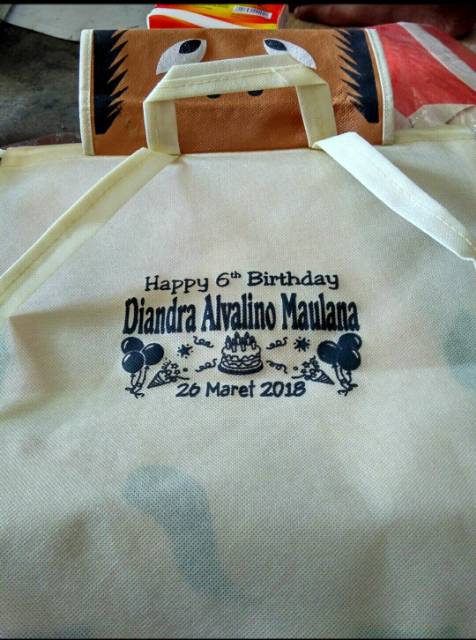 Happy 6th Birthday
Diandra Alvalino Maulana
26 Maret 2018